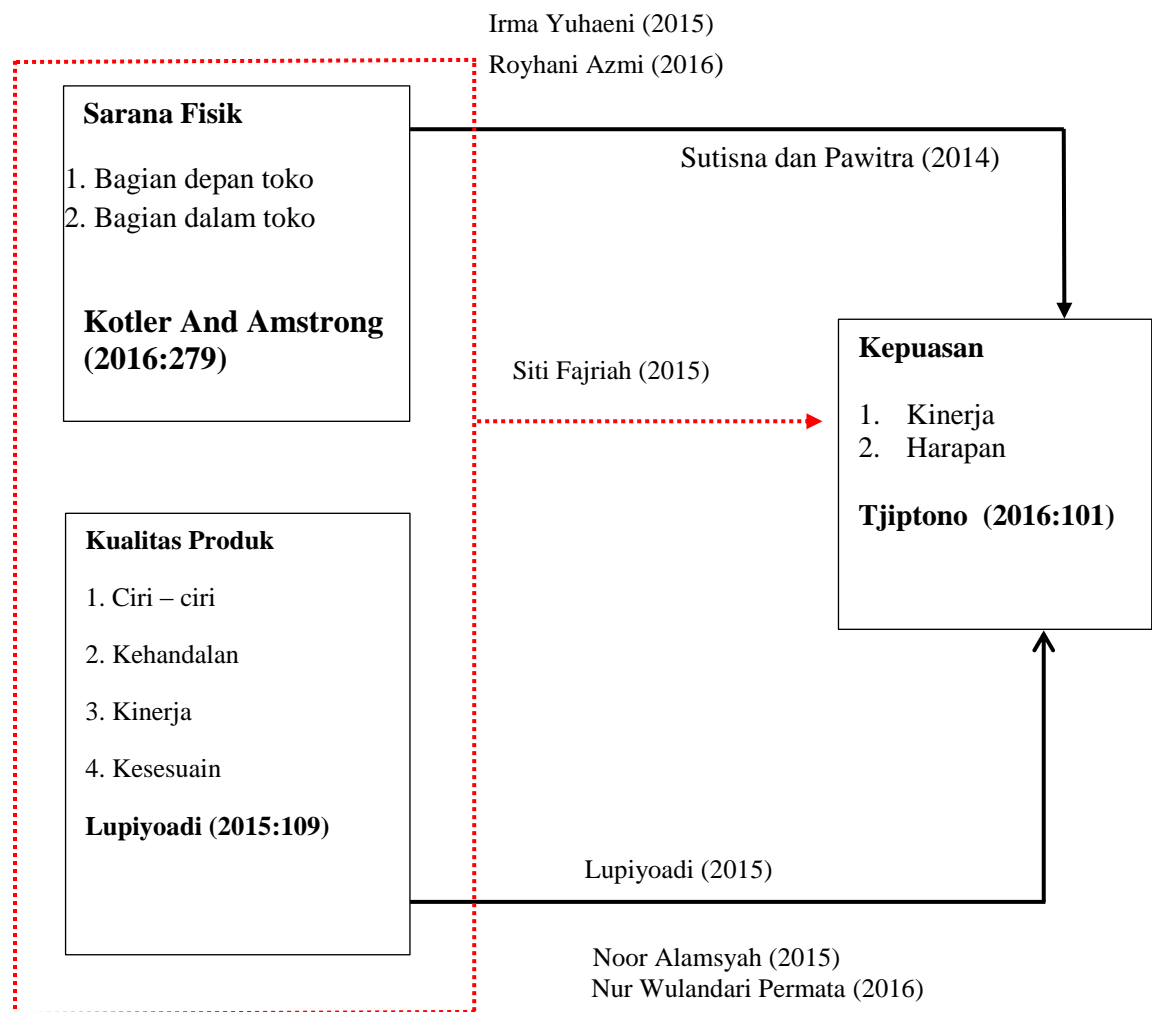 Irma Yuhaeni (2015)
Royhani Azmi (2016)
Sarana Fisik
1. Bagian depan toko
2. Bagian dalam toko
Kotler And Amstrong
(2016:279)
Sutisna dan Pawitra (2014)
Siti Fajriah (2015)
Kepuasan
1. Kinerja
2. Harapan
Tjiptono (2016:101)
Kualitas Produk
1. Ciri – ciri
2. Kehandalan
3. Kinerja
4. Kesesuain
Lupiyoadi (2015:109)
Lupiyoadi (2015)
Noor Alamsyah (2015)
Nur Wulandari Permata (2016)